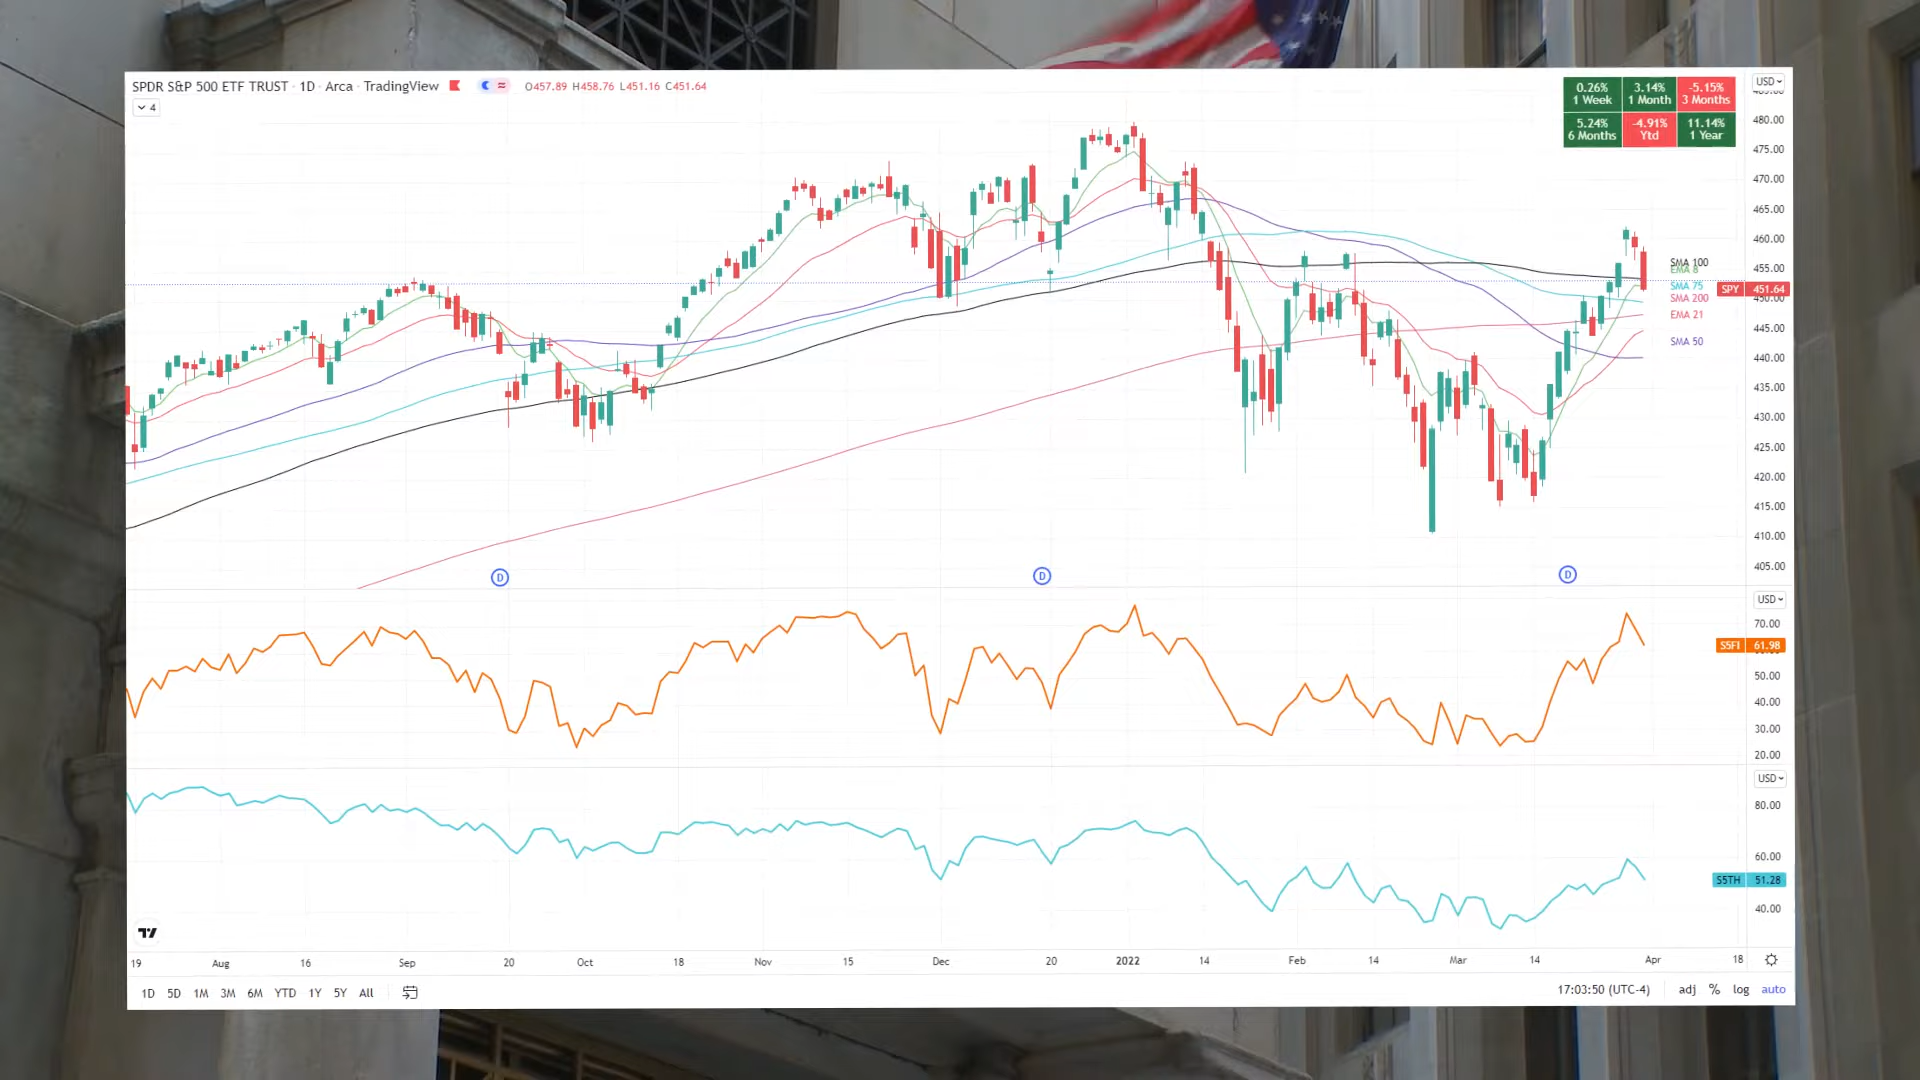 SPDR S&P 500 ETF TRUST · 1D · Arca · TradingView O457.89 H458.76 L451.16 C451.64
4
0.26% 1 Week
3.14% 1 Month
-5.15% 3 Months
5.24% 6 Months
-4.91% Ytd
11.14% 1 Year
USD
480.00
475.00
470.00
465.00
460.00
455.00
450.00
445.00
440.00
435.00
430.00
425.00
420.00
415.00
410.00
405.00
SMA 100
EMA 8
SMA 75
SMA 200
EMA 21
SMA 50
SPY 451.64
D D D
USD
70.00
S5FI 61.98
50.00
40.00
30.00
20.00
USD
80.00
60.00
S5TH 51.28
40.00
19 Aug 16 Sep 20 Oct 18 Nov 15 Dec 20 2022 14 Feb 14 Mar 14 Apr 18
1D 5D 1M 3M 6M YTD 1Y 5Y All
17:03:50 (UTC-4) adj % log auto